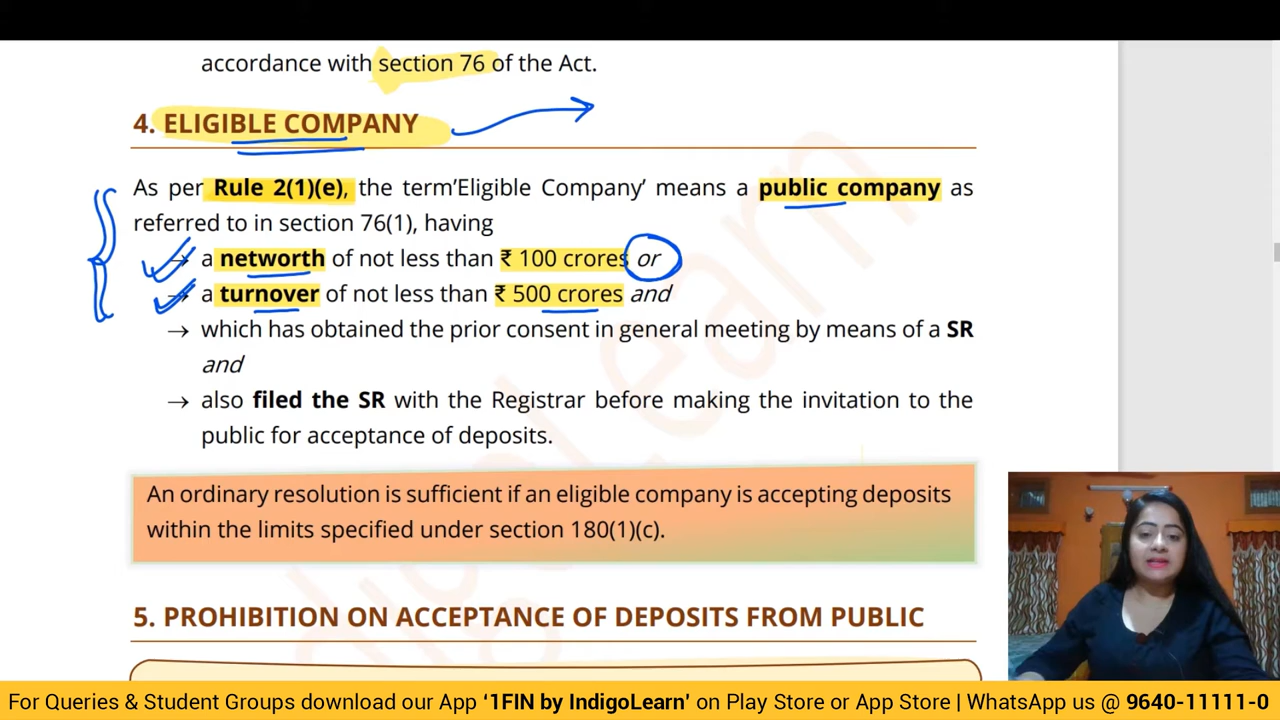 accordance with section 76 of the Act.
4. ELIGIBLE COMPANY
As per Rule 2(1)(e), the term'Eligible Company' means a public company as
referred to in section 76(1), having
→ a networth of not less than ₹ 100 crores or
→ a turnover of not less than ₹ 500 crores and
→ which has obtained the prior consent in general meeting by means of a SR
and
→ also filed the SR with the Registrar before making the invitation to the
public for acceptance of deposits.
An ordinary resolution is sufficient if an eligible company is accepting deposits
within the limits specified under section 180(1)(c).
5. PROHIBITION ON ACCEPTANCE OF DEPOSITS FROM PUBLIC
For Queries & Student Groups download our App '1FIN by IndigoLearn' on Play Store or App Store | WhatsApp us @ 9640-11111-0